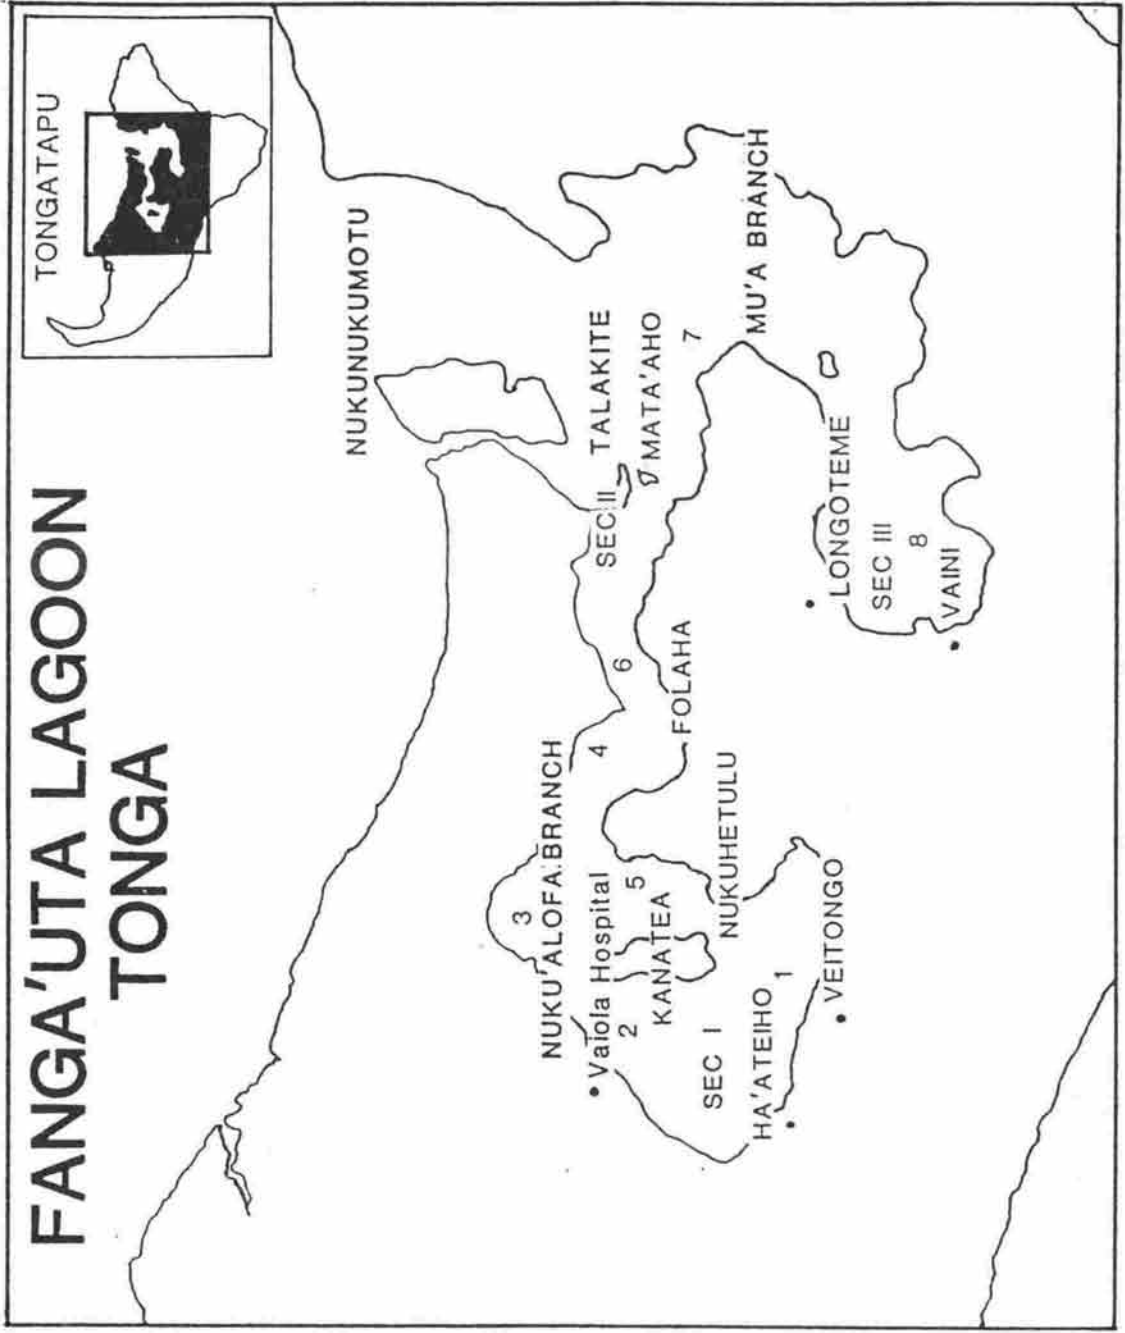 FANGA'UTA LAGOON
TONGA
TONGATAPU
NUKUNUKUMOTU
NUKU'ALOFA BRANCH
3
Vaiola Hospital
2
4
5
KANATEA
6
SEC II
TALAKITE
MATA'AHO
7
FOLAHA
SEC I
NUKUHETULU
HA'ATEIHO
1
VEITONGO
MU'A BRANCH
LONGOTEME
SEC III
8
VAINI